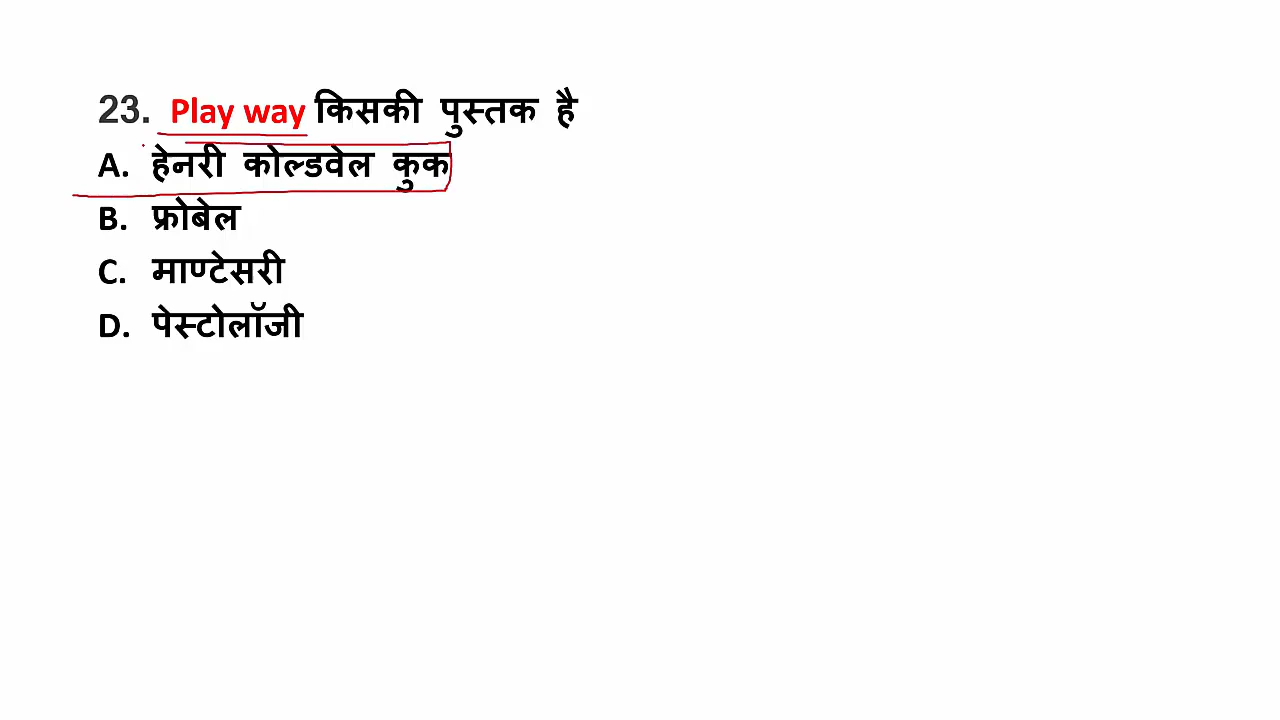 23. Play way किसकी पुस्तक है
A. हेनरी कोल्डवेल कुक
B. फ्रोबेल
C. माण्टेसरी
D. पेस्टोलॉजी